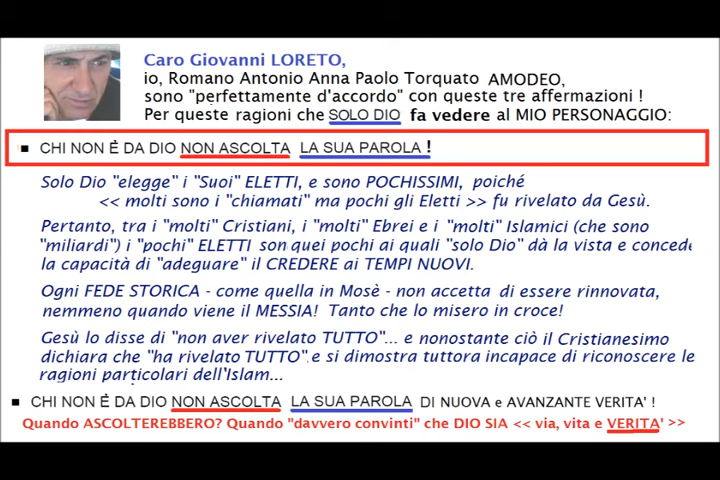 Caro Giovanni LORETO,
io, Romano Antonio Anna Paolo Torquato AMODEO,
sono "perfettamente d'accordo" con queste tre affermazioni !
Per queste ragioni che SOLO DIO fa vedere al MIO PERSONAGGIO:
■ CHI NON È DA DIO NON ASCOLTA LA SUA PAROLA !
Solo Dio "elegge" i "Suoi" ELETTI, e sono POCHISSIMI, poiché
<< molti sono i "chiamati" ma pochi gli Eletti >> fu rivelato da Gesù.
Pertanto, tra i "molti" Cristiani, i "molti" Ebrei e i "molti" Islamici (che sono
"miliardi") i "pochi" ELETTI son quei pochi ai quali "solo Dio" dà la vista e concede
la capacità di "adeguare" il CREDERE ai TEMPI NUOVI.
Ogni FEDE STORICA - come quella in Mosè - non accetta di essere rinnovata,
nemmeno quando viene il MESSIA! Tanto che lo misero in croce!
Gesù lo disse di "non aver rivelato TUTTO"... e nonostante ciò il Cristianesimo
dichiara che "ha rivelato TUTTO" e si dimostra tuttora incapace di riconoscere le
ragioni particolari dell'Islam...
■ CHI NON È DA DIO NON ASCOLTA LA SUA PAROLA DI NUOVA e AVANZANTE VERITA' !
Quando ASCOLTEREBBERO? Quando "davvero convinti" che DIO SIA << via, vita e VERITA' >>